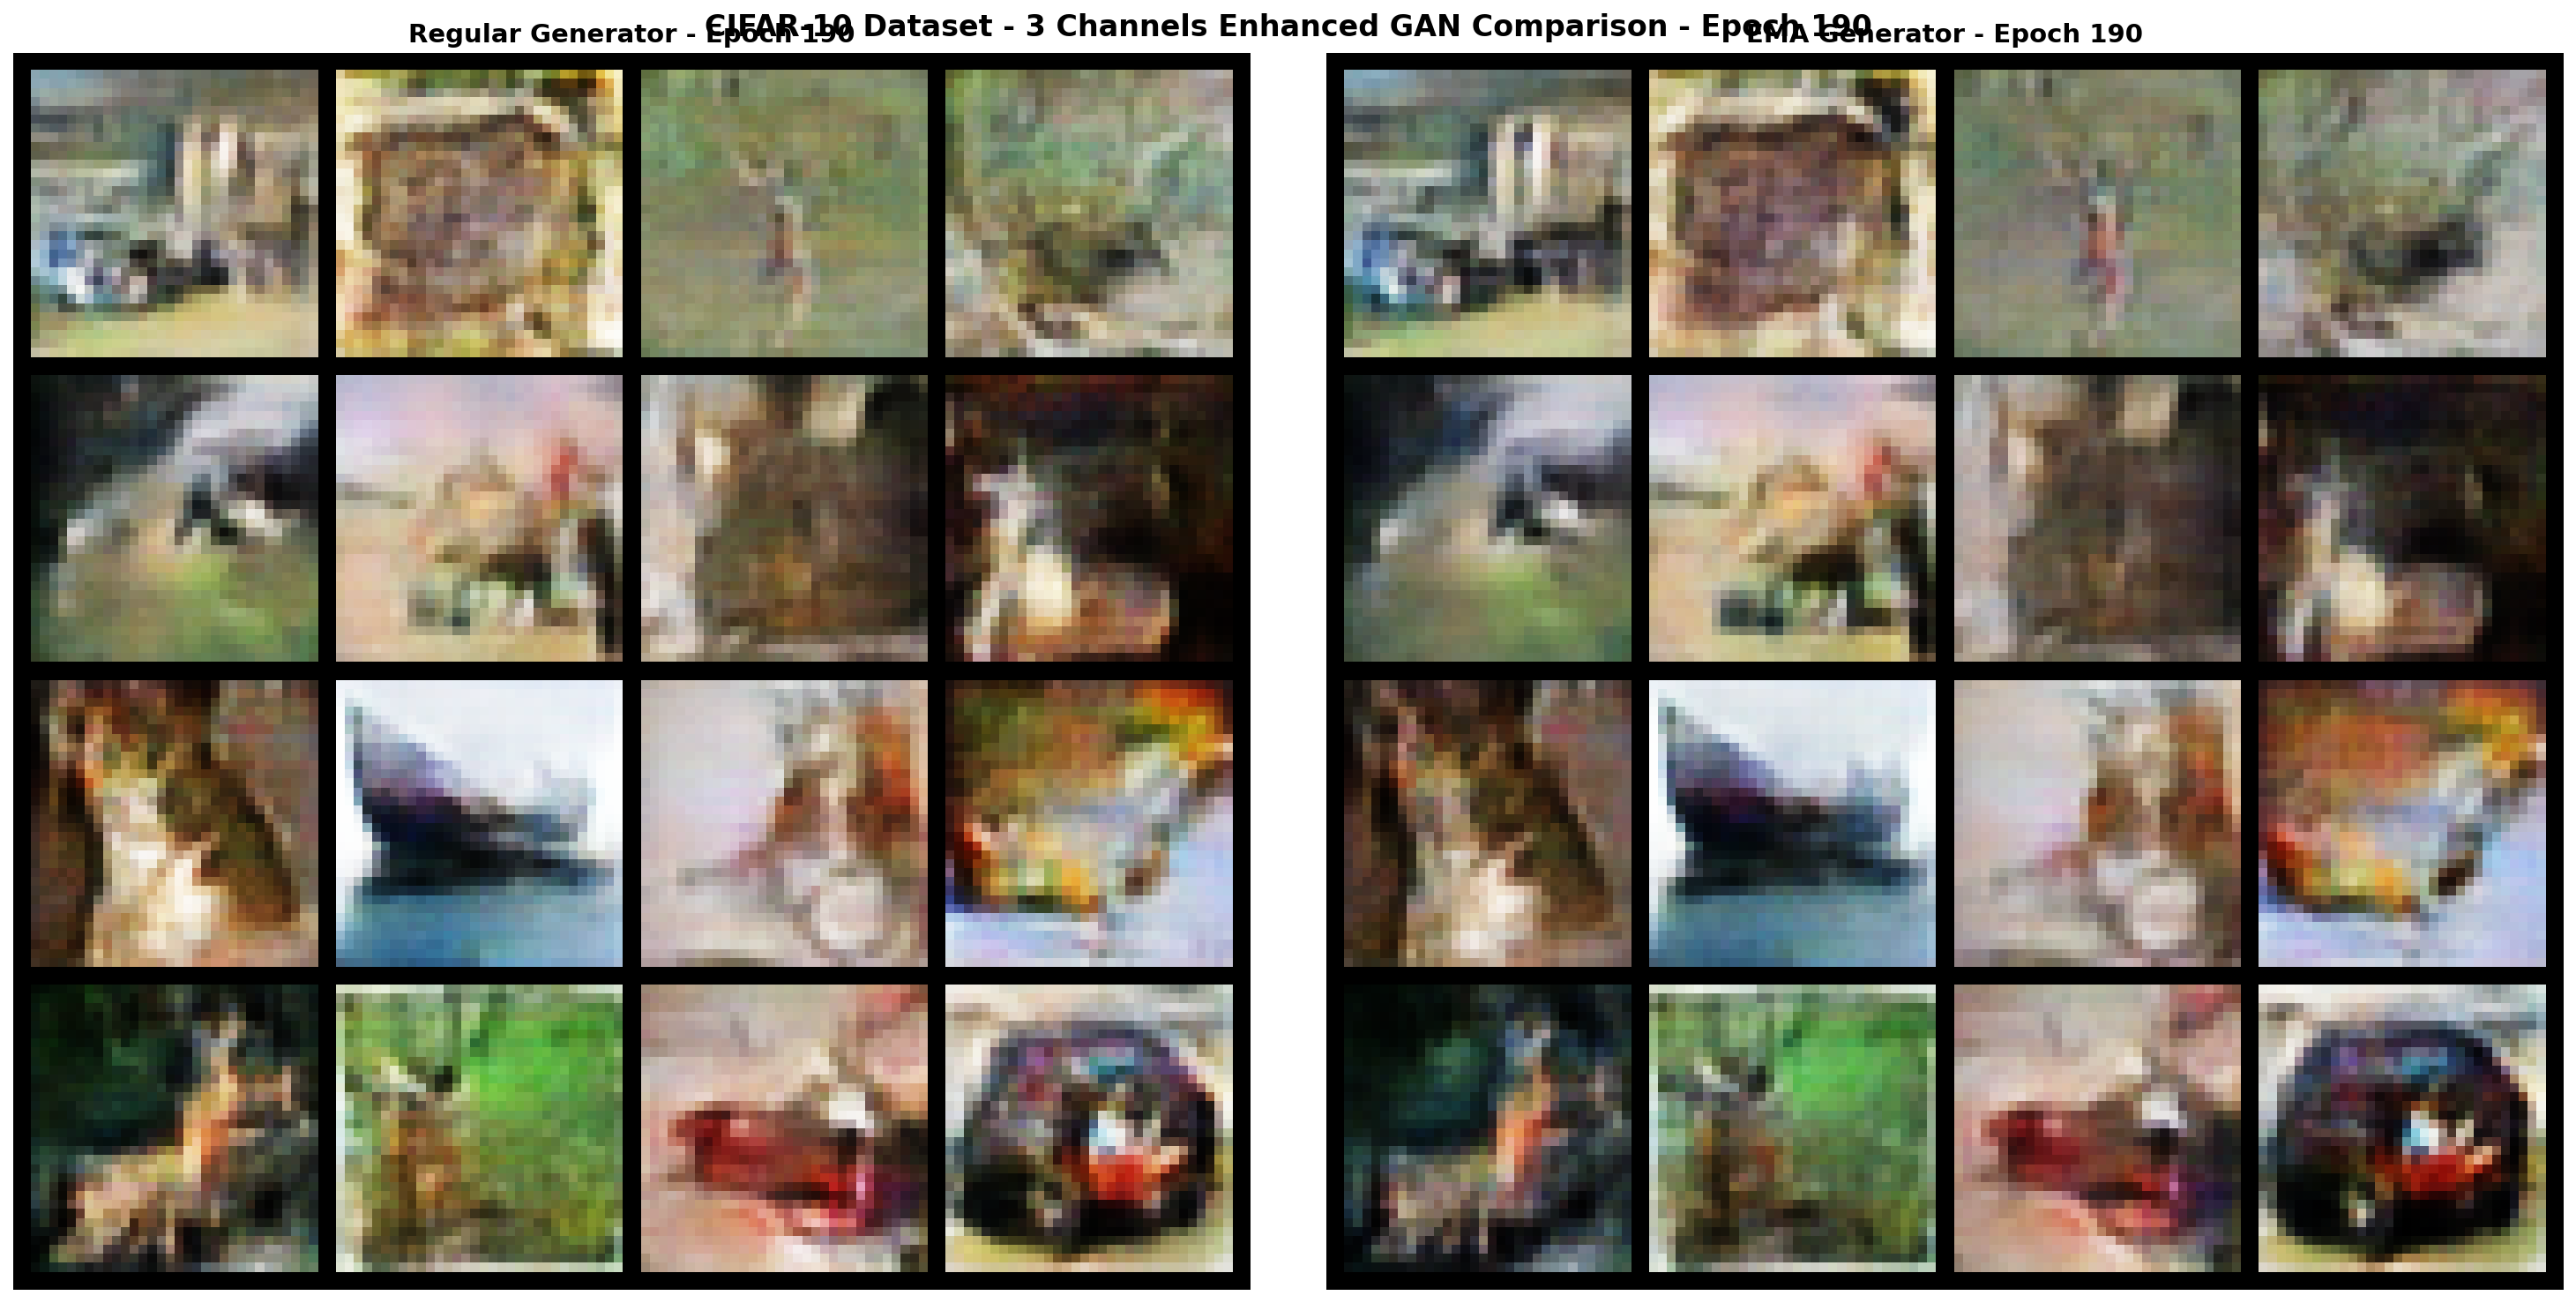 CIFAR-10 Dataset - 3 Channels Enhanced GAN Comparison - Epoch 190
Regular Generator - Epoch 190
EMA Generator - Epoch 190